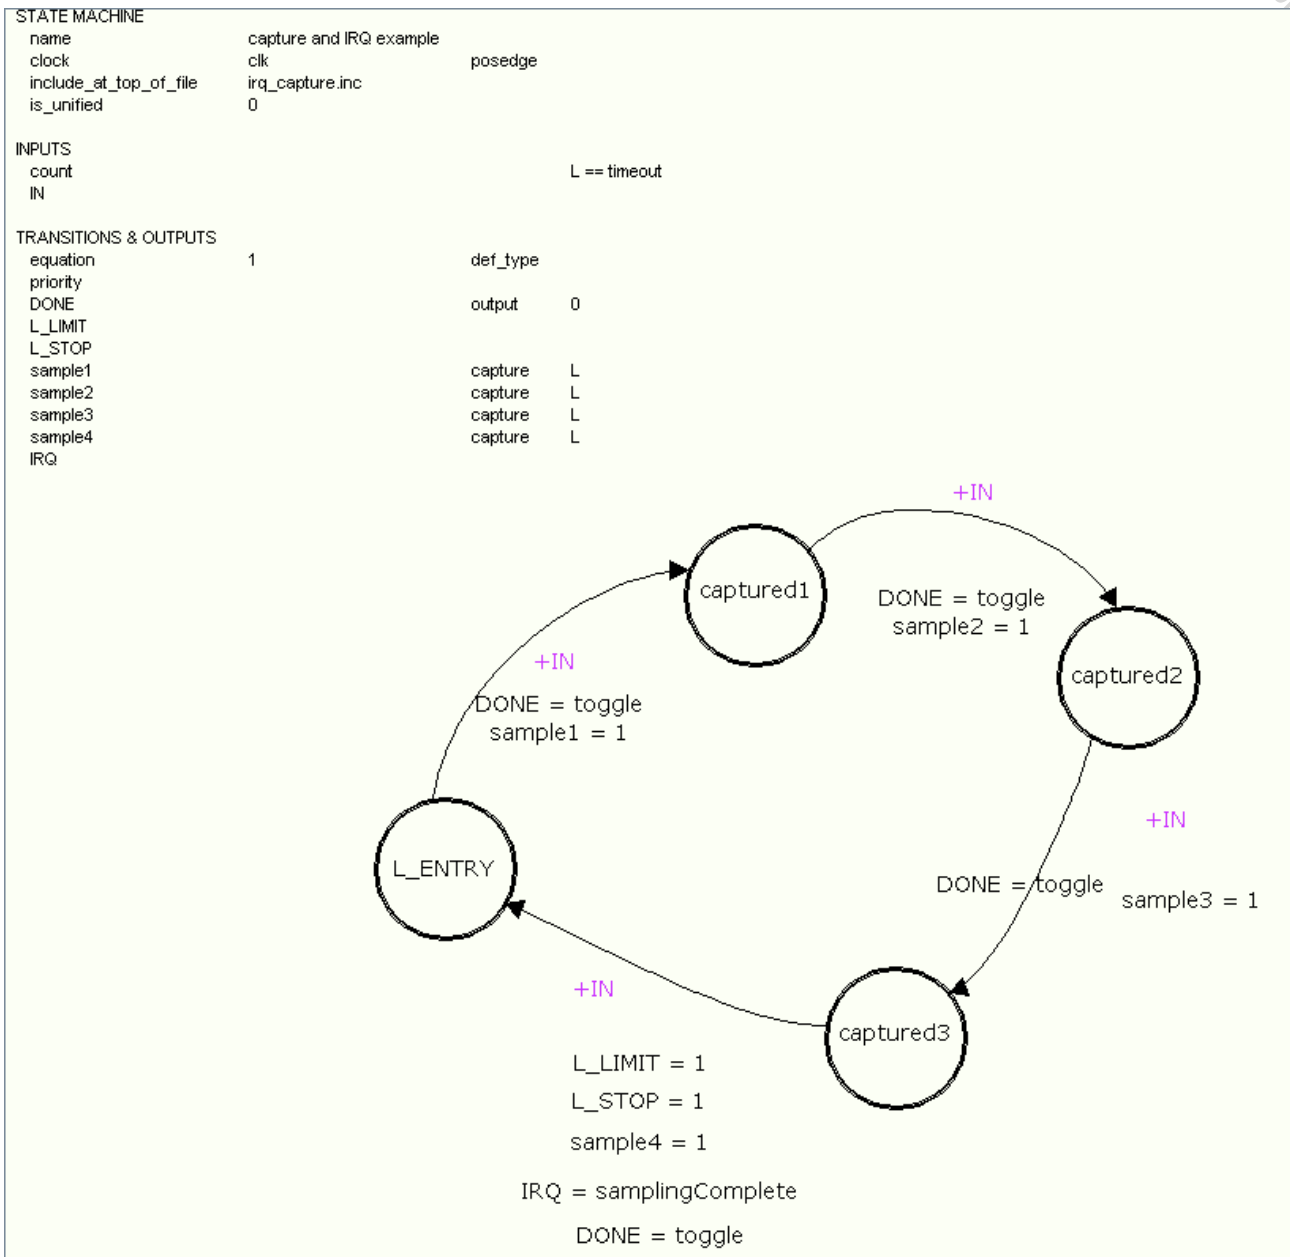 STATE MACHINE
name capture and IRQ example
clock clk posedge
include_at_top_of_file irq_capture.inc
is_unified 0
INPUTS
count L == timeout
IN
TRANSITIONS & OUTPUTS
equation 1 def_type
priority
DONE output 0
L_LIMIT
L_STOP
sample1 capture L
sample2 capture L
sample3 capture L
sample4 capture L
IRQ
+IN
captured1
DONE = toggle
sample2 = 1
+IN
captured2
DONE = toggle
sample1 = 1
+IN
L_ENTRY
DONE = toggle
sample3 = 1
+IN
captured3
L_LIMIT = 1
L_STOP = 1
sample4 = 1
IRQ = samplingComplete
DONE = toggle